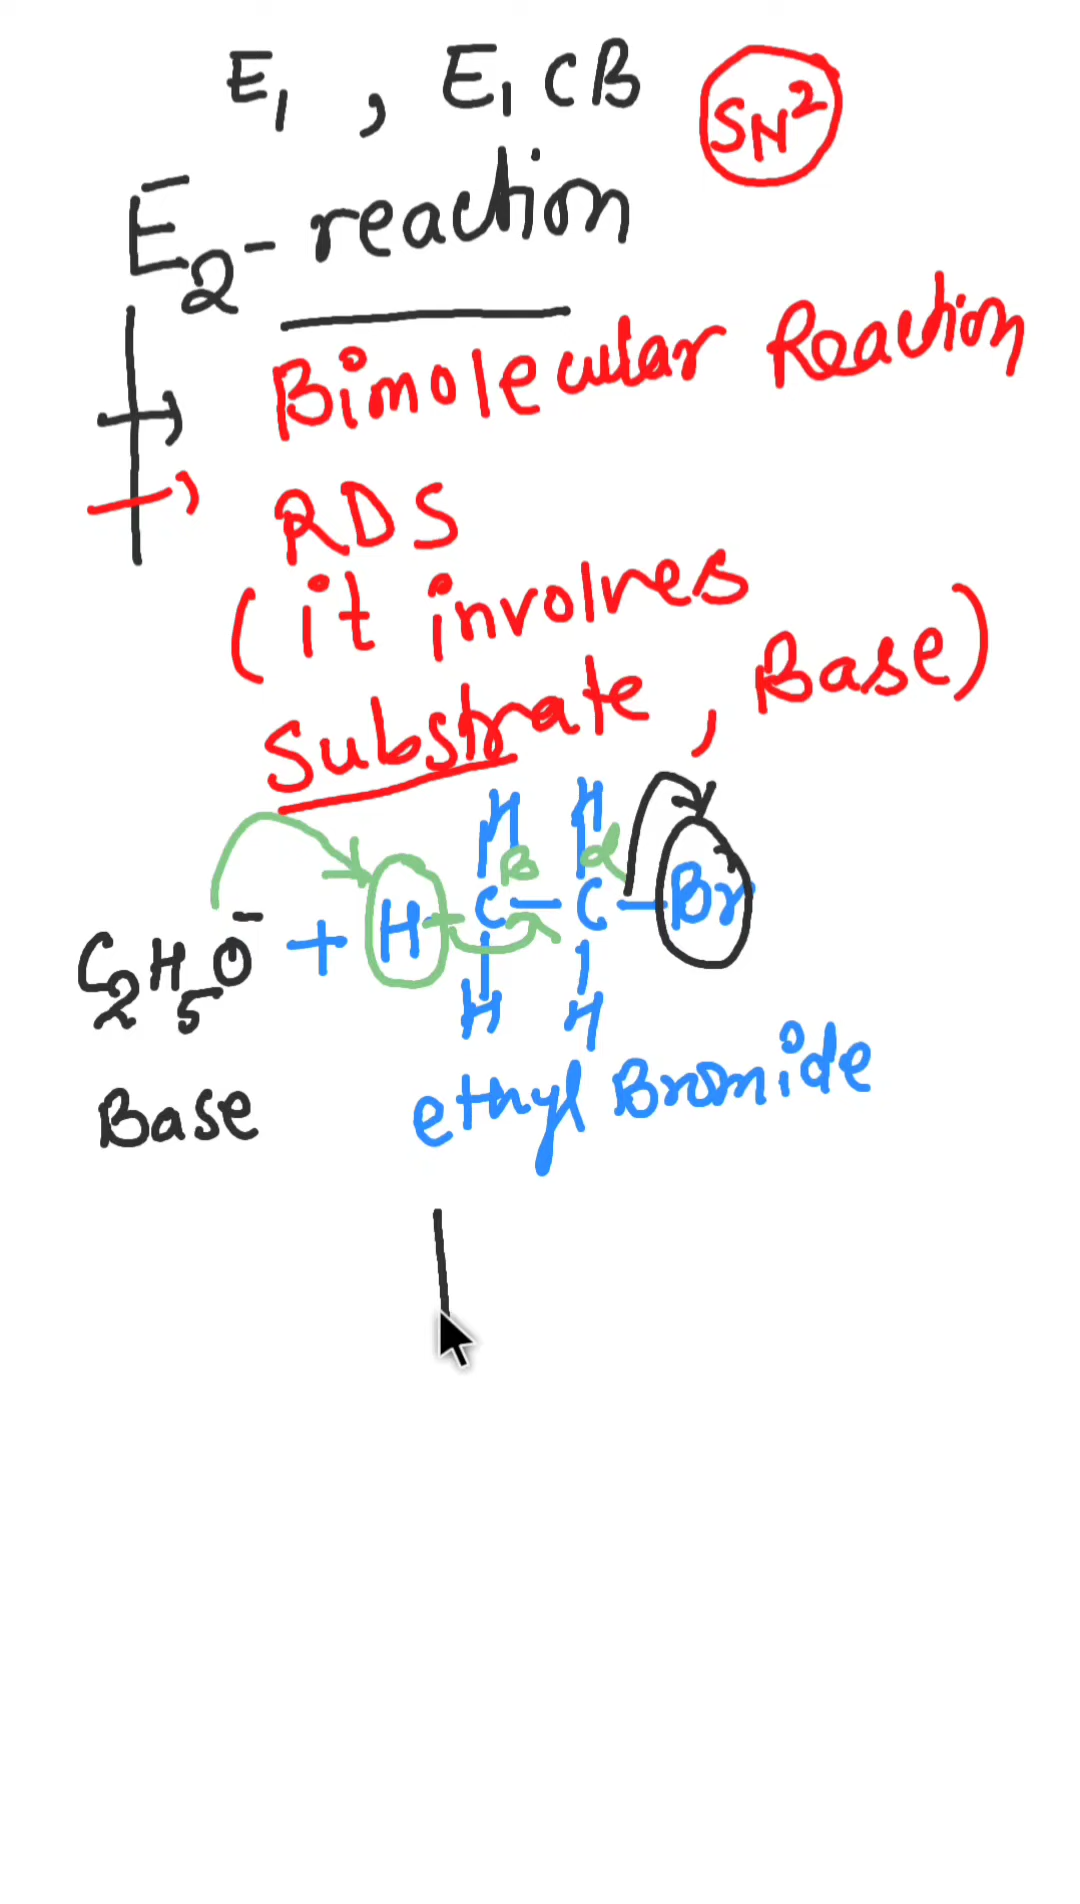 E₁ , E₁CB SN²
E₂- reaction
Bimolecular Reaction
RDS
(it involves
Substrate , Base)
H H
B α
C₂H₅O⁻ + H - C - C - Br
H H
Base ethyl Bromide